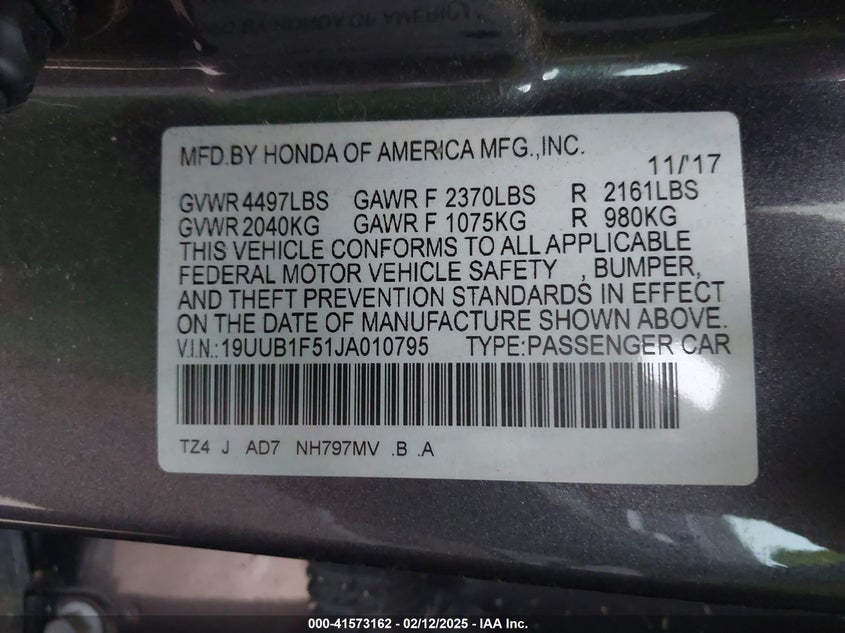 MFD.BY HONDA OF AMERICA MFG.,INC.
11/'17
GVWR 4497LBS GAWR F 2370LBS R 2161LBS
GVWR 2040KG GAWR F 1075KG R 980KG
THIS VEHICLE CONFORMS TO ALL APPLICABLE
FEDERAL MOTOR VEHICLE SAFETY , BUMPER,
AND THEFT PREVENTION STANDARDS IN EFFECT
ON THE DATE OF MANUFACTURE SHOWN ABOVE.
V.I.N.:19UUB1F51JA010795 TYPE:PASSENGER CAR
TZ4 J AD7 NH797MV .B .A
000-41573162 - 02/12/2025 - © IAA Inc.